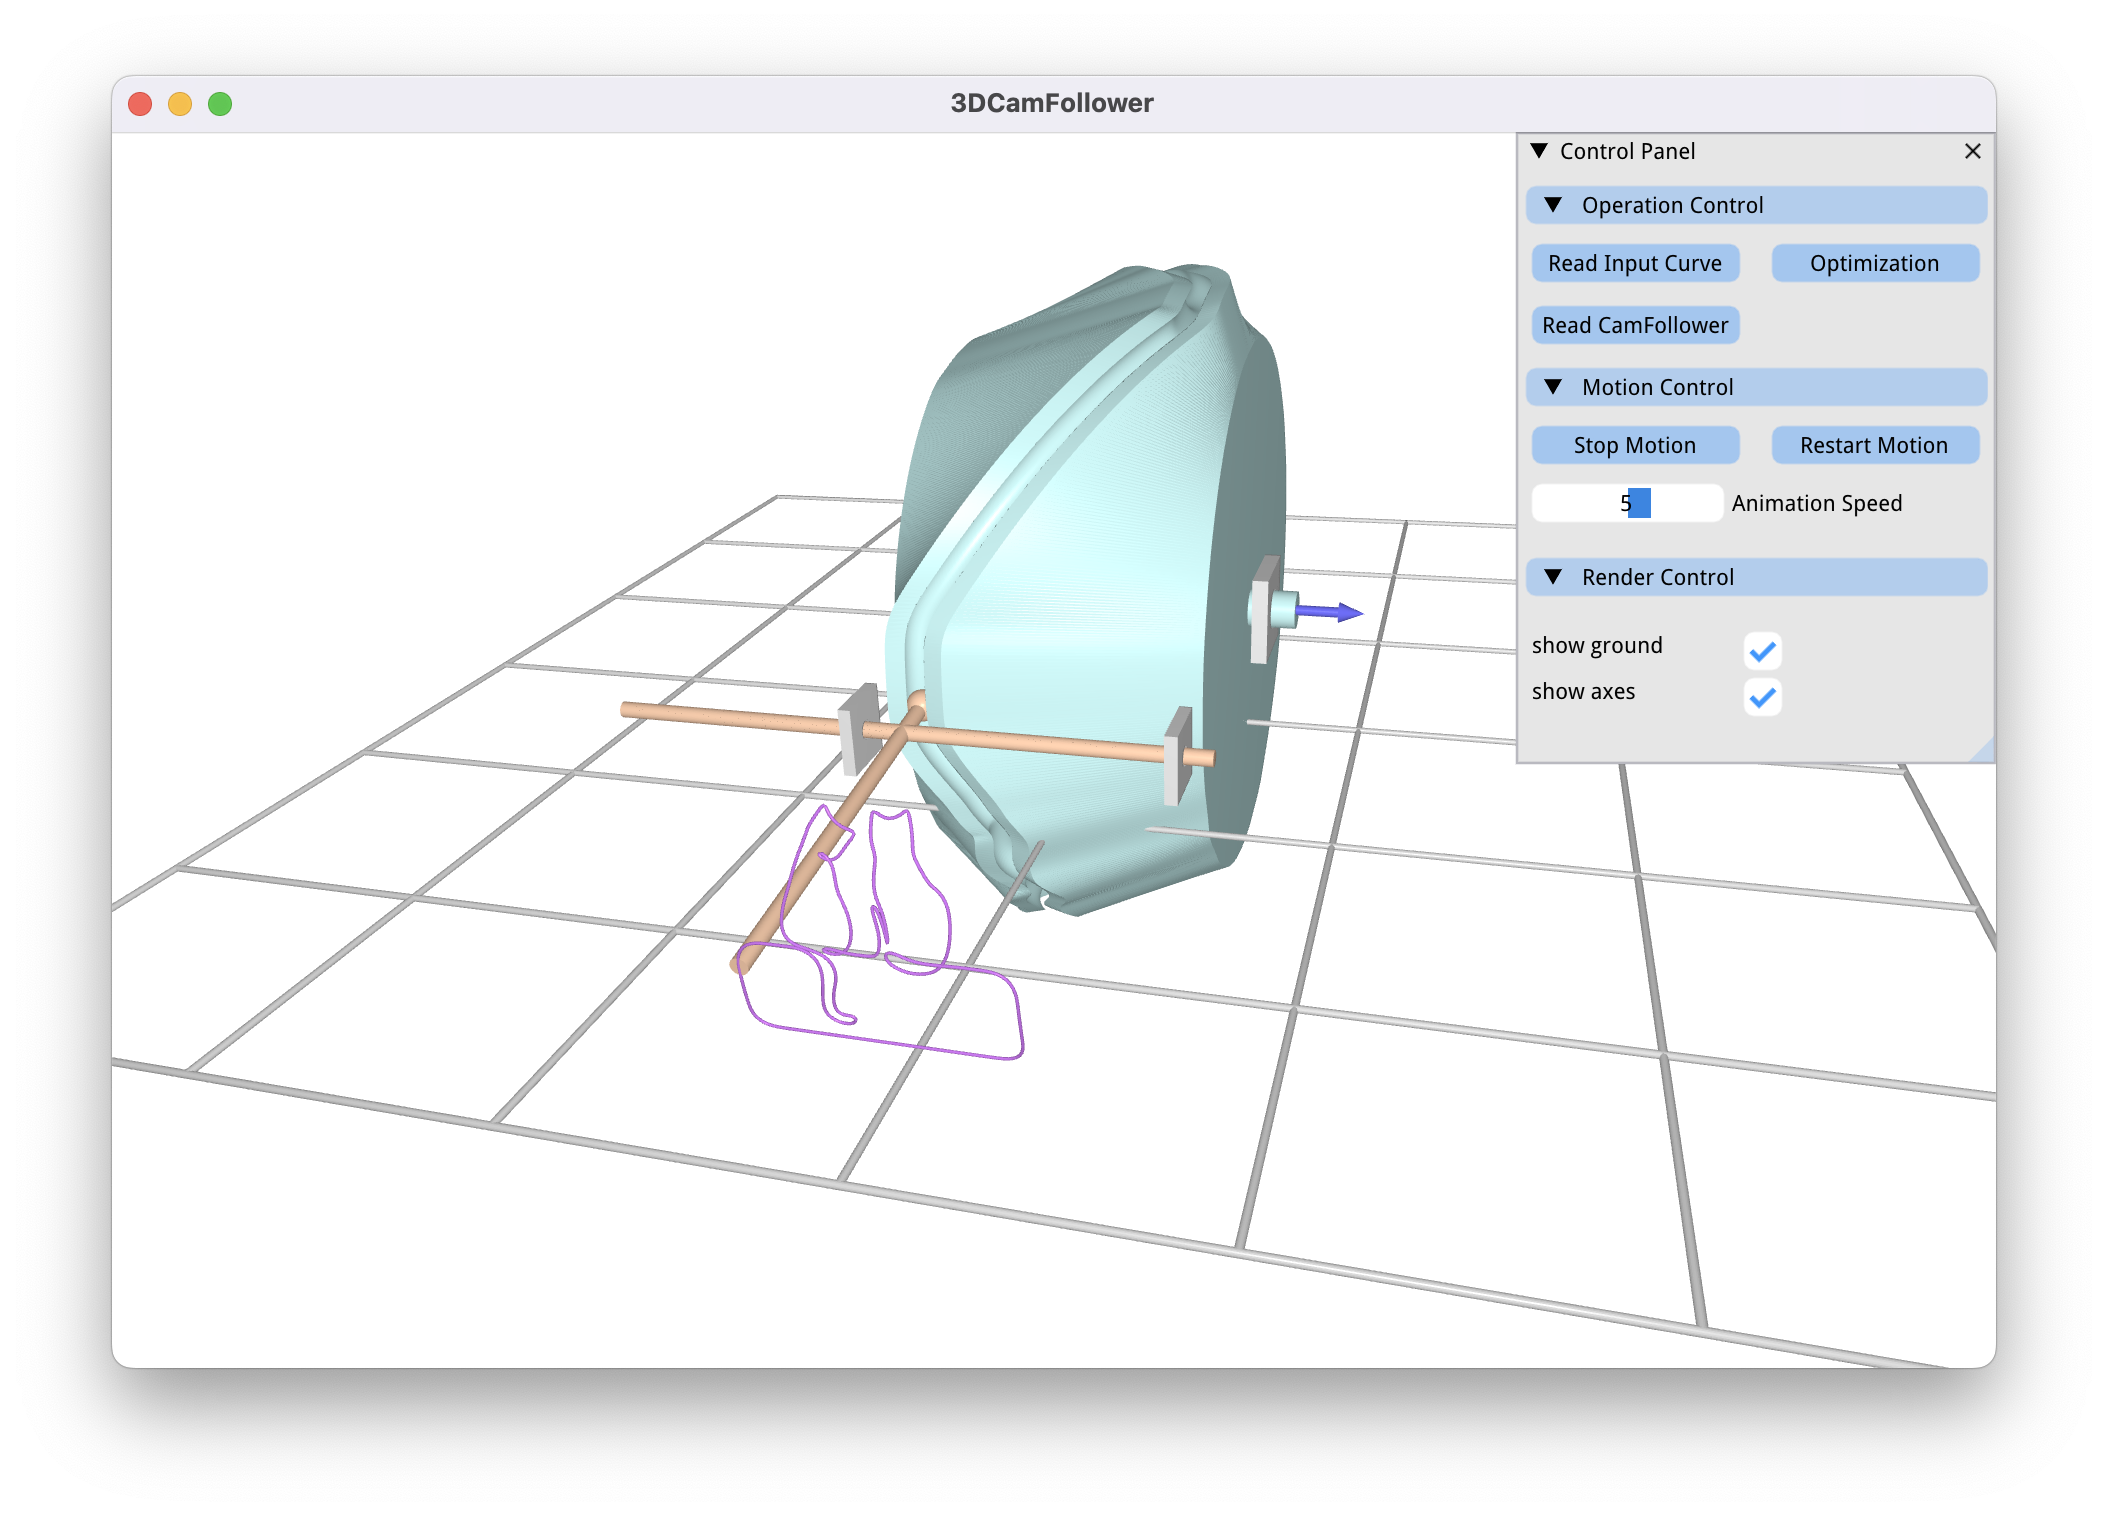 3DCamFollower
Control Panel
Operation Control
Read Input Curve
Optimization
Read CamFollower
Motion Control
Stop Motion
Restart Motion
5
Animation Speed
Render Control
show ground
show axes